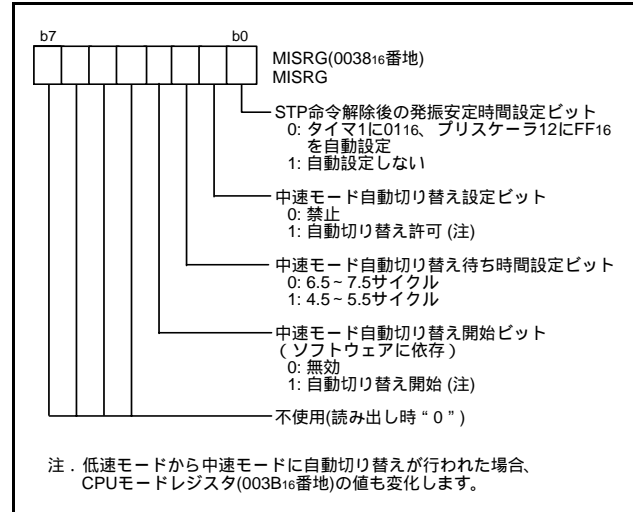 b7 b0
MISRG(003816番地)
MISRG
STP命令解除後の発振安定時間設定ビット
0: タイマ1に0116、プリスケーラ12にFF16
を自動設定
1: 自動設定しない
中速モード自動切り替え設定ビット
0: 禁止
1: 自動切り替え許可 (注)
中速モード自動切り替え待ち時間設定ビット
0: 6.5~7.5サイクル
1: 4.5~5.5サイクル
中速モード自動切り替え開始ビット
(ソフトウェアに依存)
0: 無効
1: 自動切り替え開始 (注)
不使用(読み出し時“0”)
注．低速モードから中速モードに自動切り替えが行われた場合、
CPUモードレジスタ(003B16番地)の値も変化します。